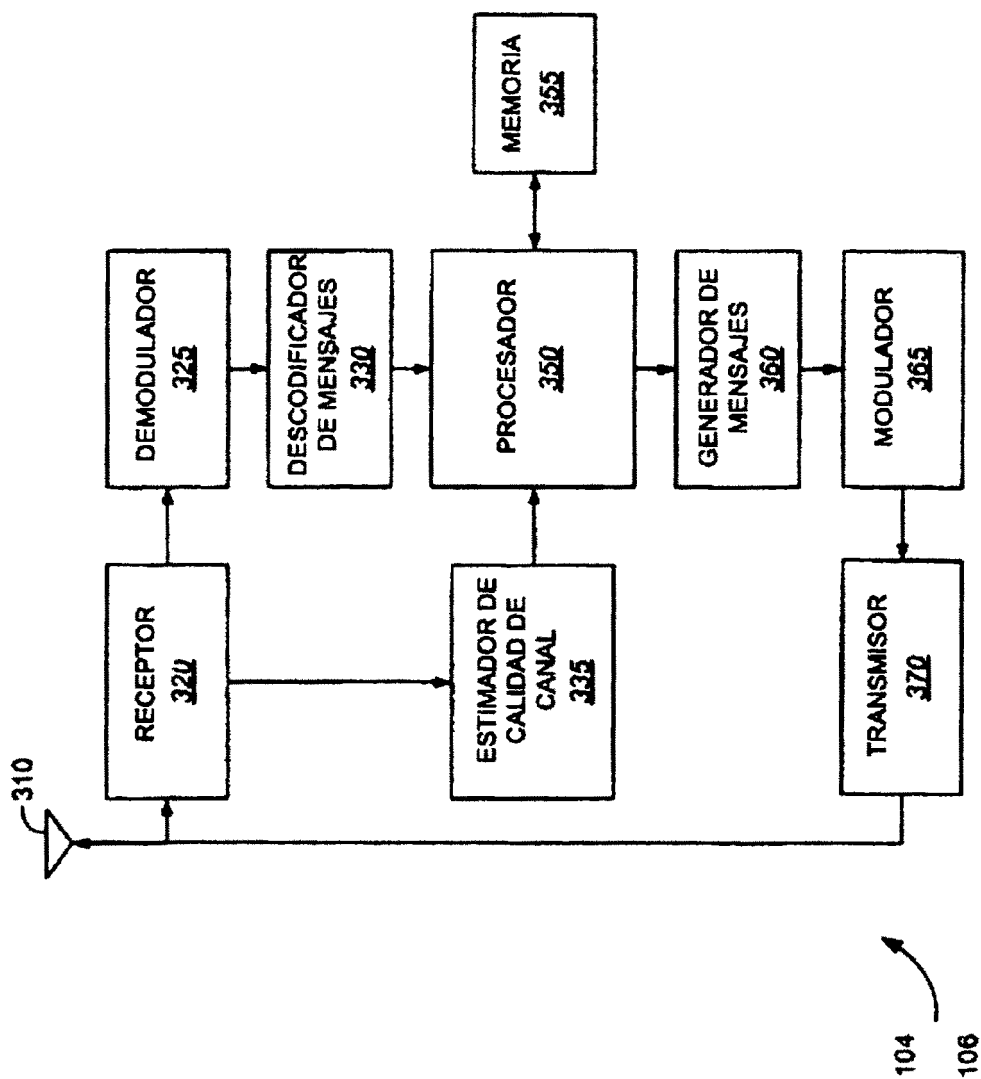 310
RECEPTOR
320
DEMODULADOR
325
DESCODIFICADOR
DE MENSAJES
330
ESTIMADOR DE
CALIDAD DE
CANAL
335
PROCESADOR
350
MEMORIA
355
GENERADOR DE
MENSAJES
360
TRANSMISOR
370
MODULADOR
365
104
106